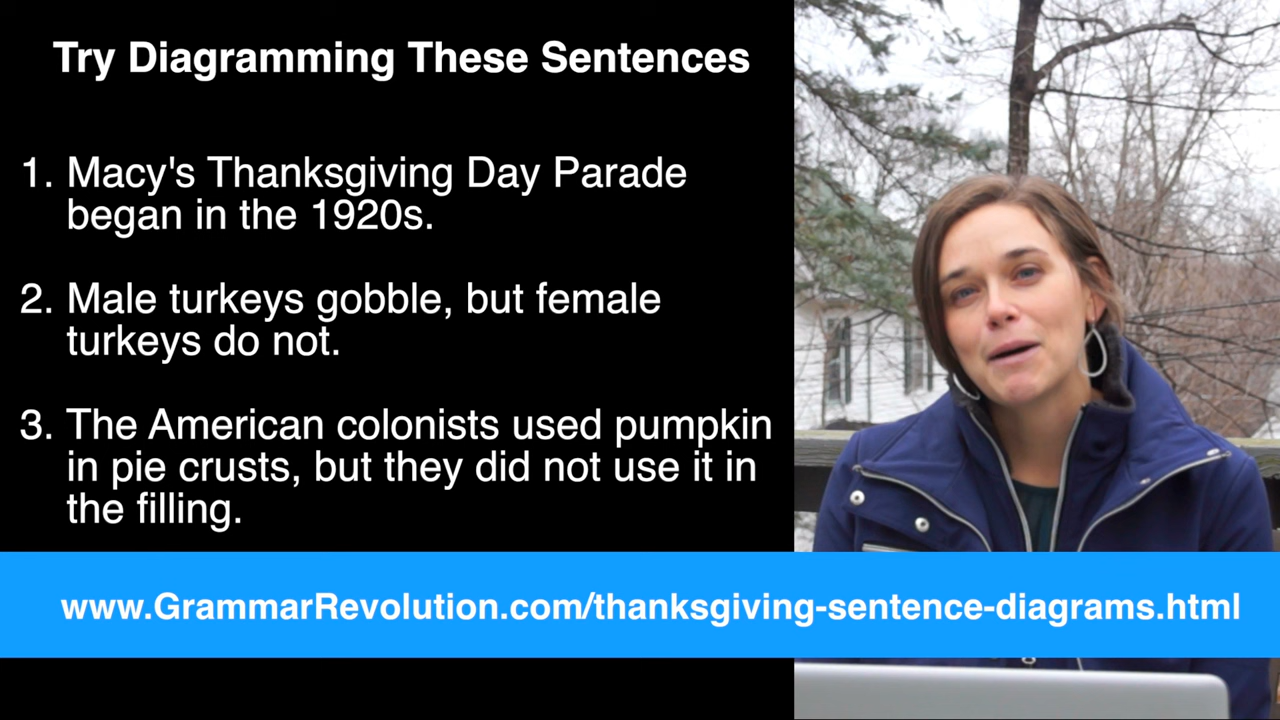 Try Diagramming These Sentences
1. Macy's Thanksgiving Day Parade
began in the 1920s.
2. Male turkeys gobble, but female
turkeys do not.
3. The American colonists used pumpkin
in pie crusts, but they did not use it in
the filling.
www.GrammarRevolution.com/thanksgiving-sentence-diagrams.html